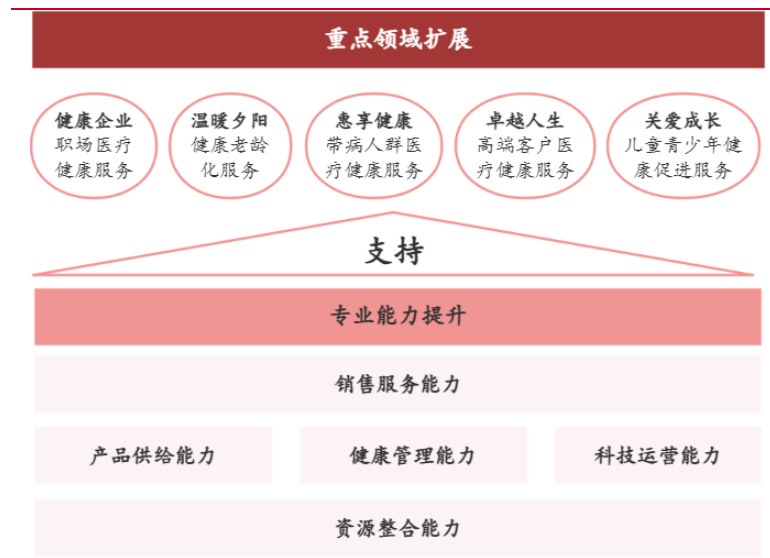 重点领域扩展
健康企业
职场医疗
健康服务
温暖夕阳
健康老龄
化服务
惠享健康
带病人群医
疗健康服务
卓越人生
高端客户医
疗健康服务
关爱成长
儿童青少年健
康促进服务
支持
专业能力提升
销售服务能力
产品供给能力
健康管理能力
科技运营能力
资源整合能力